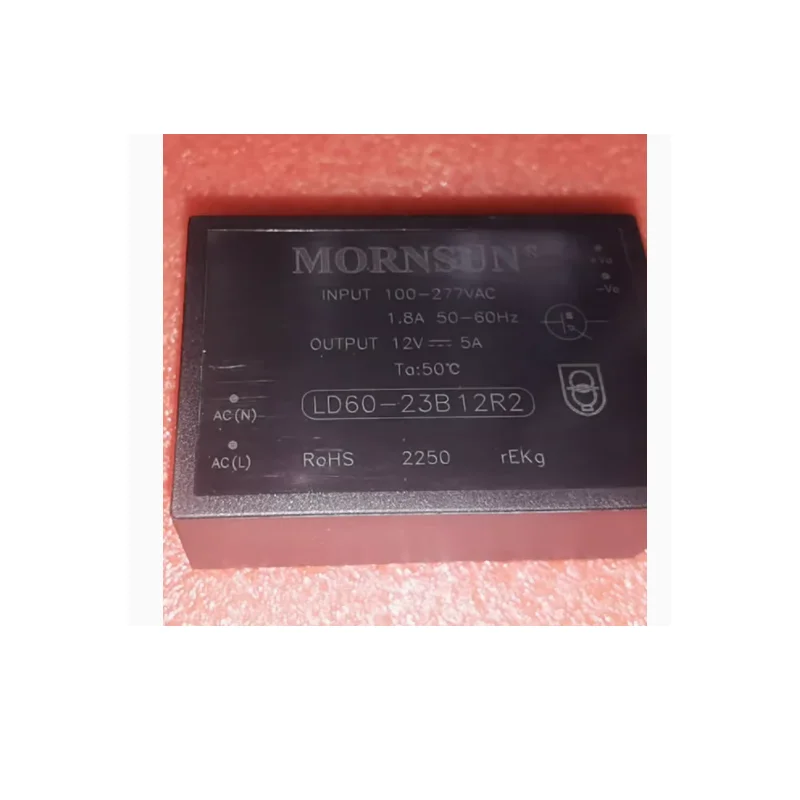 MORNSUN®
+Vo
-Vo
INPUT 100-277VAC
1.8A 50-60Hz
OUTPUT 12V⎓5A
Ta:50℃
LD60-23B12R2
AC(N)
AC(L)
RoHS 2250 rEKg